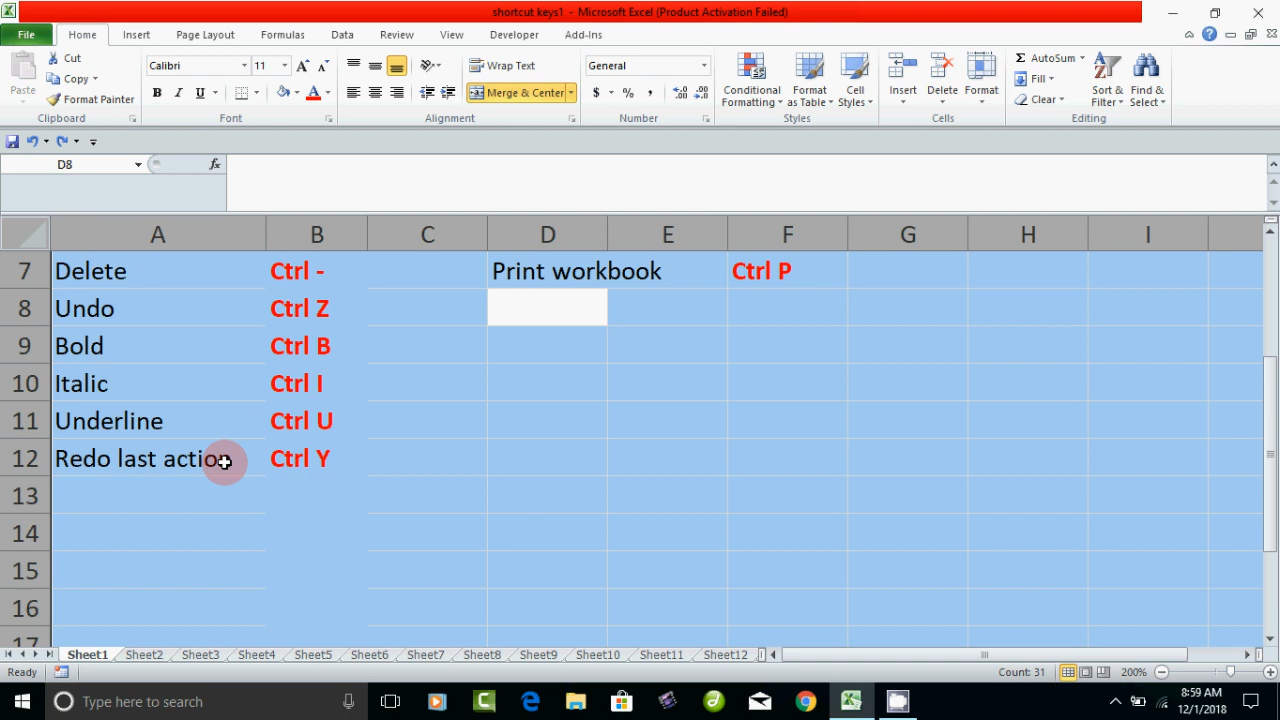 shortcut keys1 - Microsoft Excel (Product Activation Failed)
File Home Insert Page Layout Formulas Data Review View Developer Add-Ins
Paste
Cut
Copy
Format Painter
Clipboard
Calibri 11
B I U
Font
Wrap Text
Merge & Center
Alignment
General
$ % ,
Number
Conditional Formatting
Format as Table
Cell Styles
Styles
Insert
Delete
Format
Cells
Σ AutoSum
Fill
Clear
Sort & Filter
Find & Select
Editing
D8 fx
A B C D E F G H I
7 Delete Ctrl - Print workbook Ctrl P
8 Undo Ctrl Z
9 Bold Ctrl B
10 Italic Ctrl I
11 Underline Ctrl U
12 Redo last action Ctrl Y
13
14
15
16
17
Sheet1 Sheet2 Sheet3 Sheet4 Sheet5 Sheet6 Sheet7 Sheet8 Sheet9 Sheet10 Sheet11 Sheet12
Ready Count: 31 200%
Type here to search
8:59 AM
12/1/2018